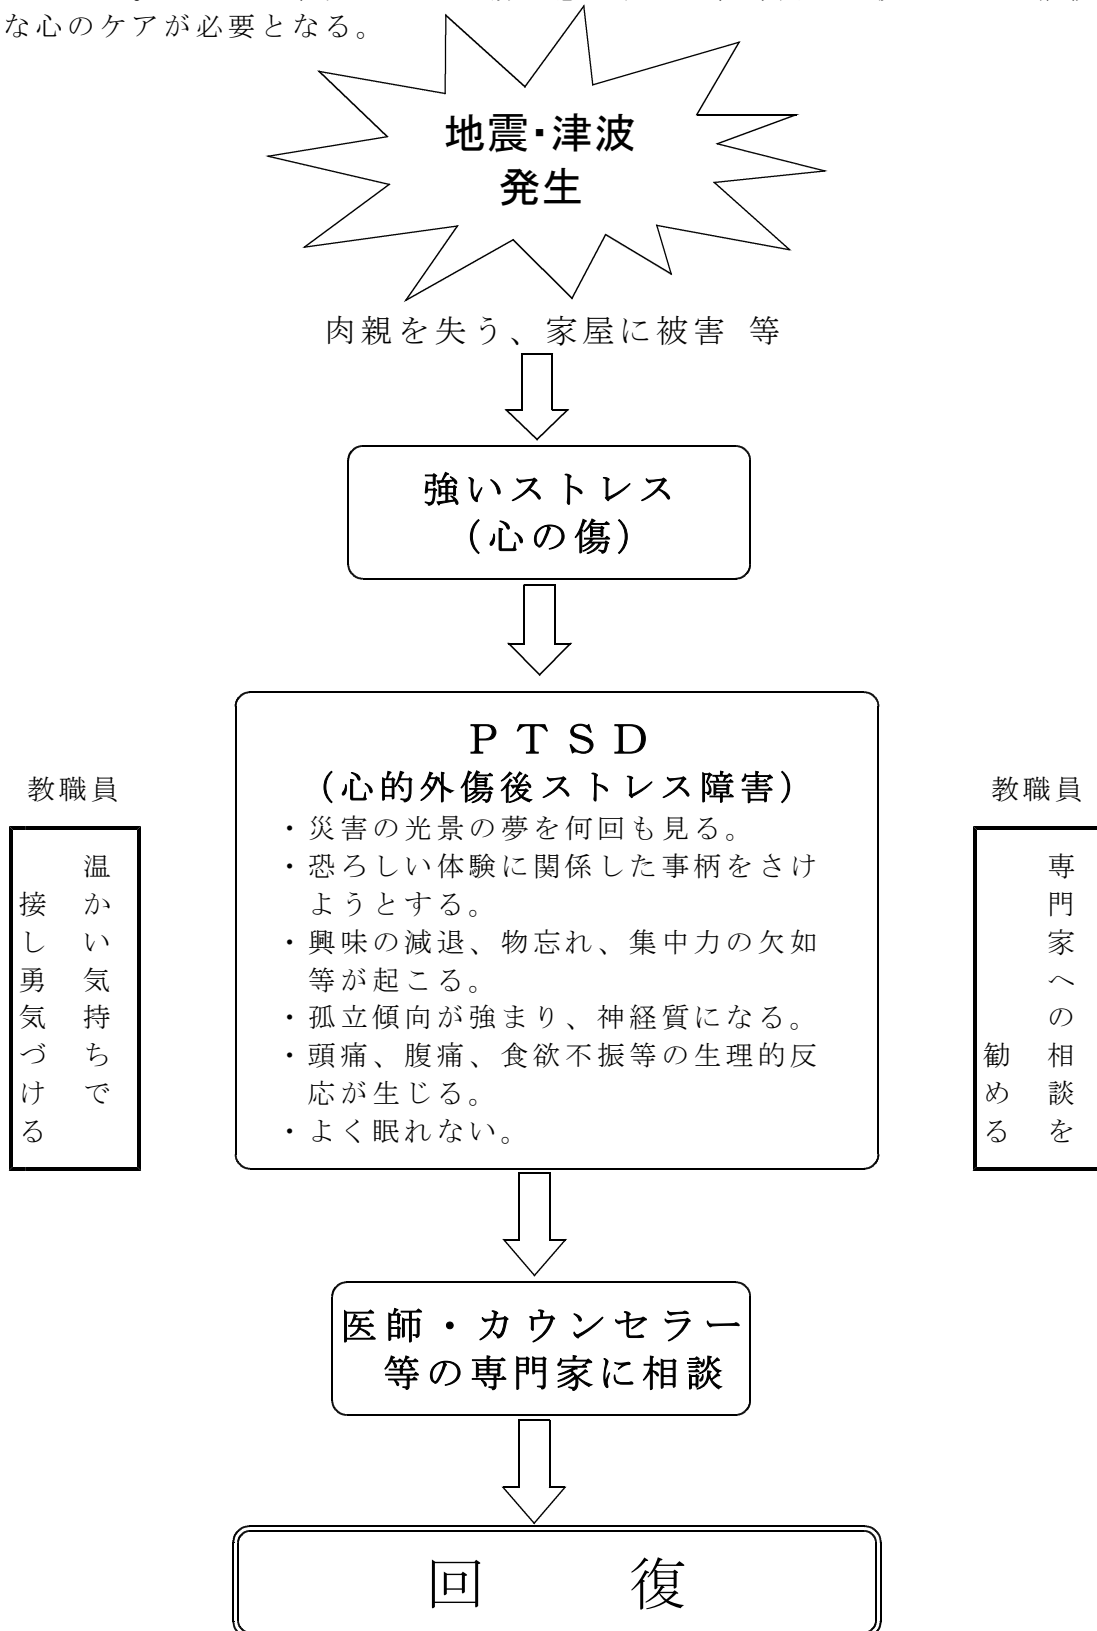 な心のケアが必要となる。
地震・津波
発生
肉親を失う、家屋に被害 等
強いストレス
(心の傷)
ＰＴＳＤ
(心的外傷後ストレス障害)
・災害の光景の夢を何回も見る。
・恐ろしい体験に関係した事柄をさけ
ようとする。
・興味の減退、物忘れ、集中力の欠如
等が起こる。
・孤立傾向が強まり、神経質になる。
・頭痛、腹痛、食欲不振等の生理的反
応が生じる。
・よく眠れない。
教職員
温かい気持ちで
接し勇気づける
教職員
専門家への相談を
勧める
医師・カウンセラー
等の専門家に相談
回 復